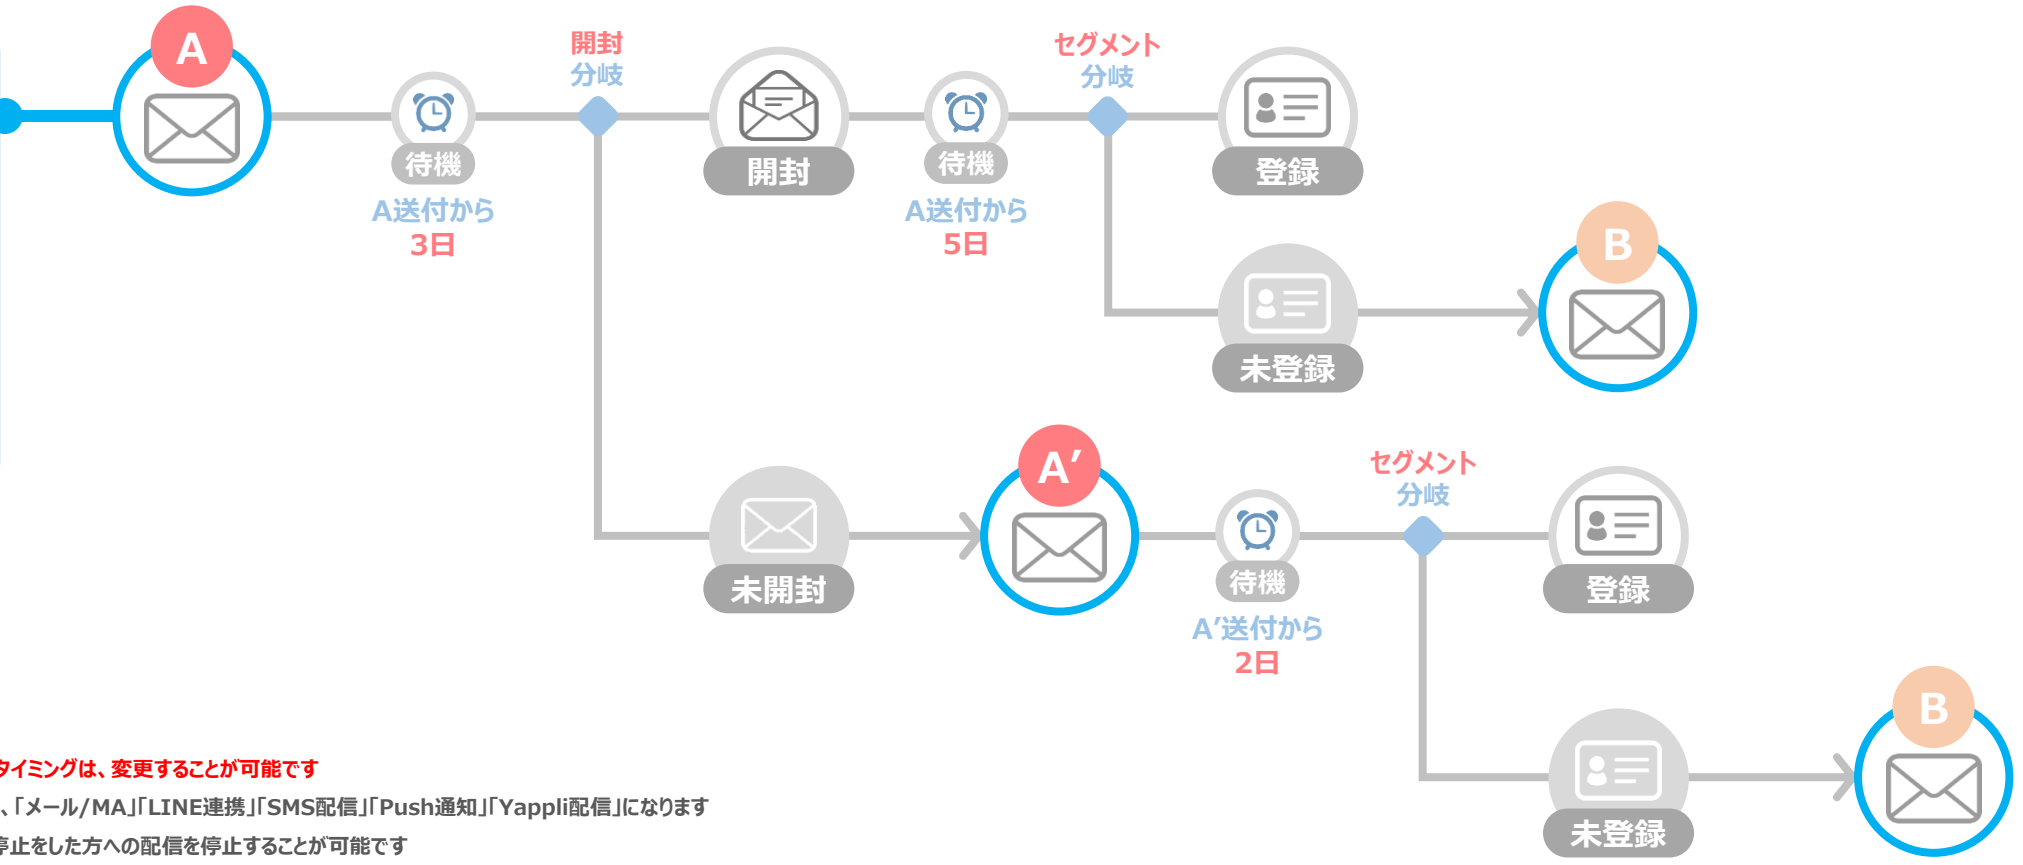 A
開封
分岐
セグメント
分岐
待機
開封
待機
登録
A送付から
3日
A送付から
5日
B
未登録
A′
セグメント
分岐
未開封
待機
登録
A′送付から
2日
B
未登録
タイミングは、変更することが可能です
、「メール/MA」「LINE連携」「SMS配信」「Push通知」「Yappli配信」になります
停止をした方への配信を停止することが可能です